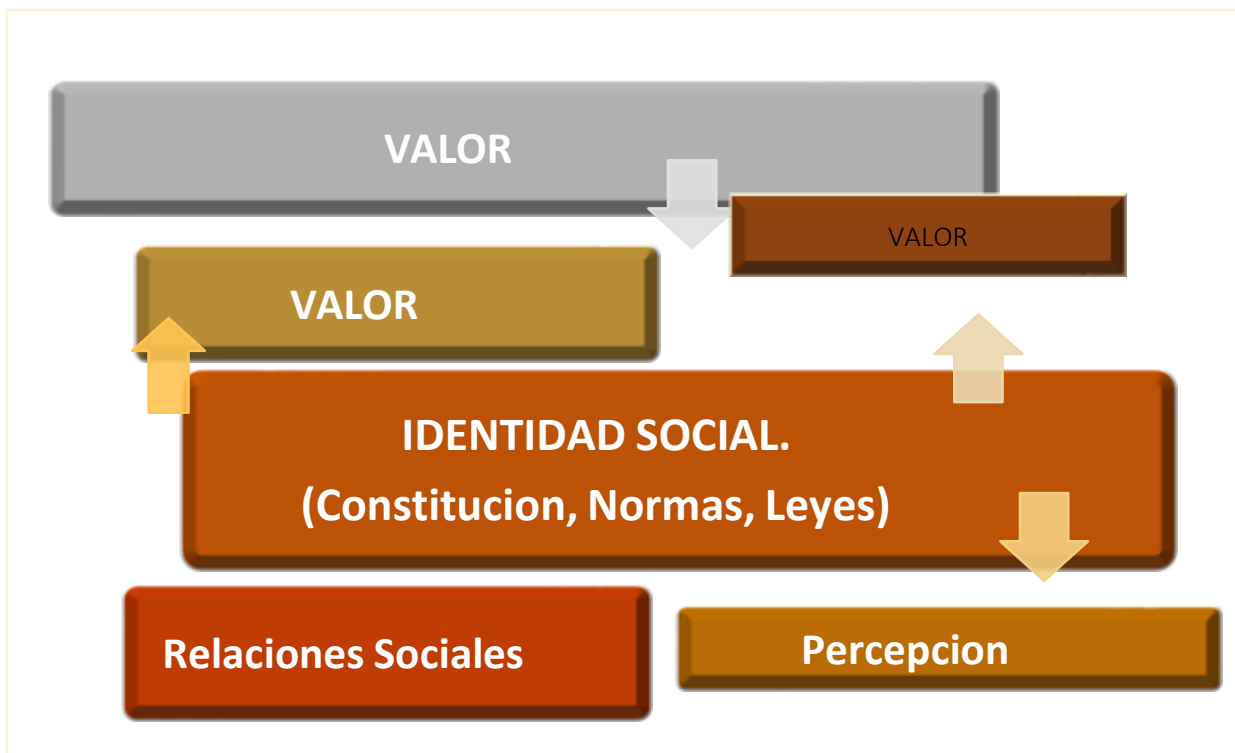 VALOR
VALOR
VALOR
IDENTIDAD SOCIAL.
(Constitucion, Normas, Leyes)
Relaciones Sociales
Percepcion